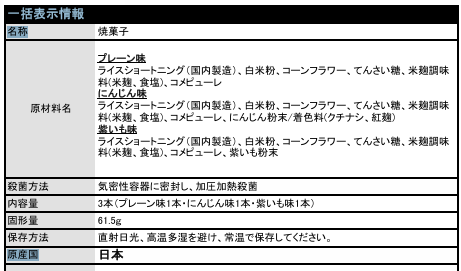 一括表示情報
名称 焼菓子
原材料名
プレーン味
ライスショートニング(国内製造)、白米粉、コーンフラワー、てんさい糖、米麹調味
料(米麹、食塩)、コメピューレ
にんじん味
ライスショートニング(国内製造)、白米粉、コーンフラワー、てんさい糖、米麹調味
料(米麹、食塩)、コメピューレ、にんじん粉末/着色料(クチナシ、紅麹)
紫いも味
ライスショートニング(国内製造)、白米粉、コーンフラワー、てんさい糖、米麹調味
料(米麹、食塩)、コメピューレ、紫いも粉末
殺菌方法 気密性容器に密封し、加圧加熱殺菌
内容量 3本(プレーン味1本・にんじん味1本・紫いも味1本)
固形量 61.5g
保存方法 直射日光、高温多湿を避け、常温で保存してください。
原産国 日本